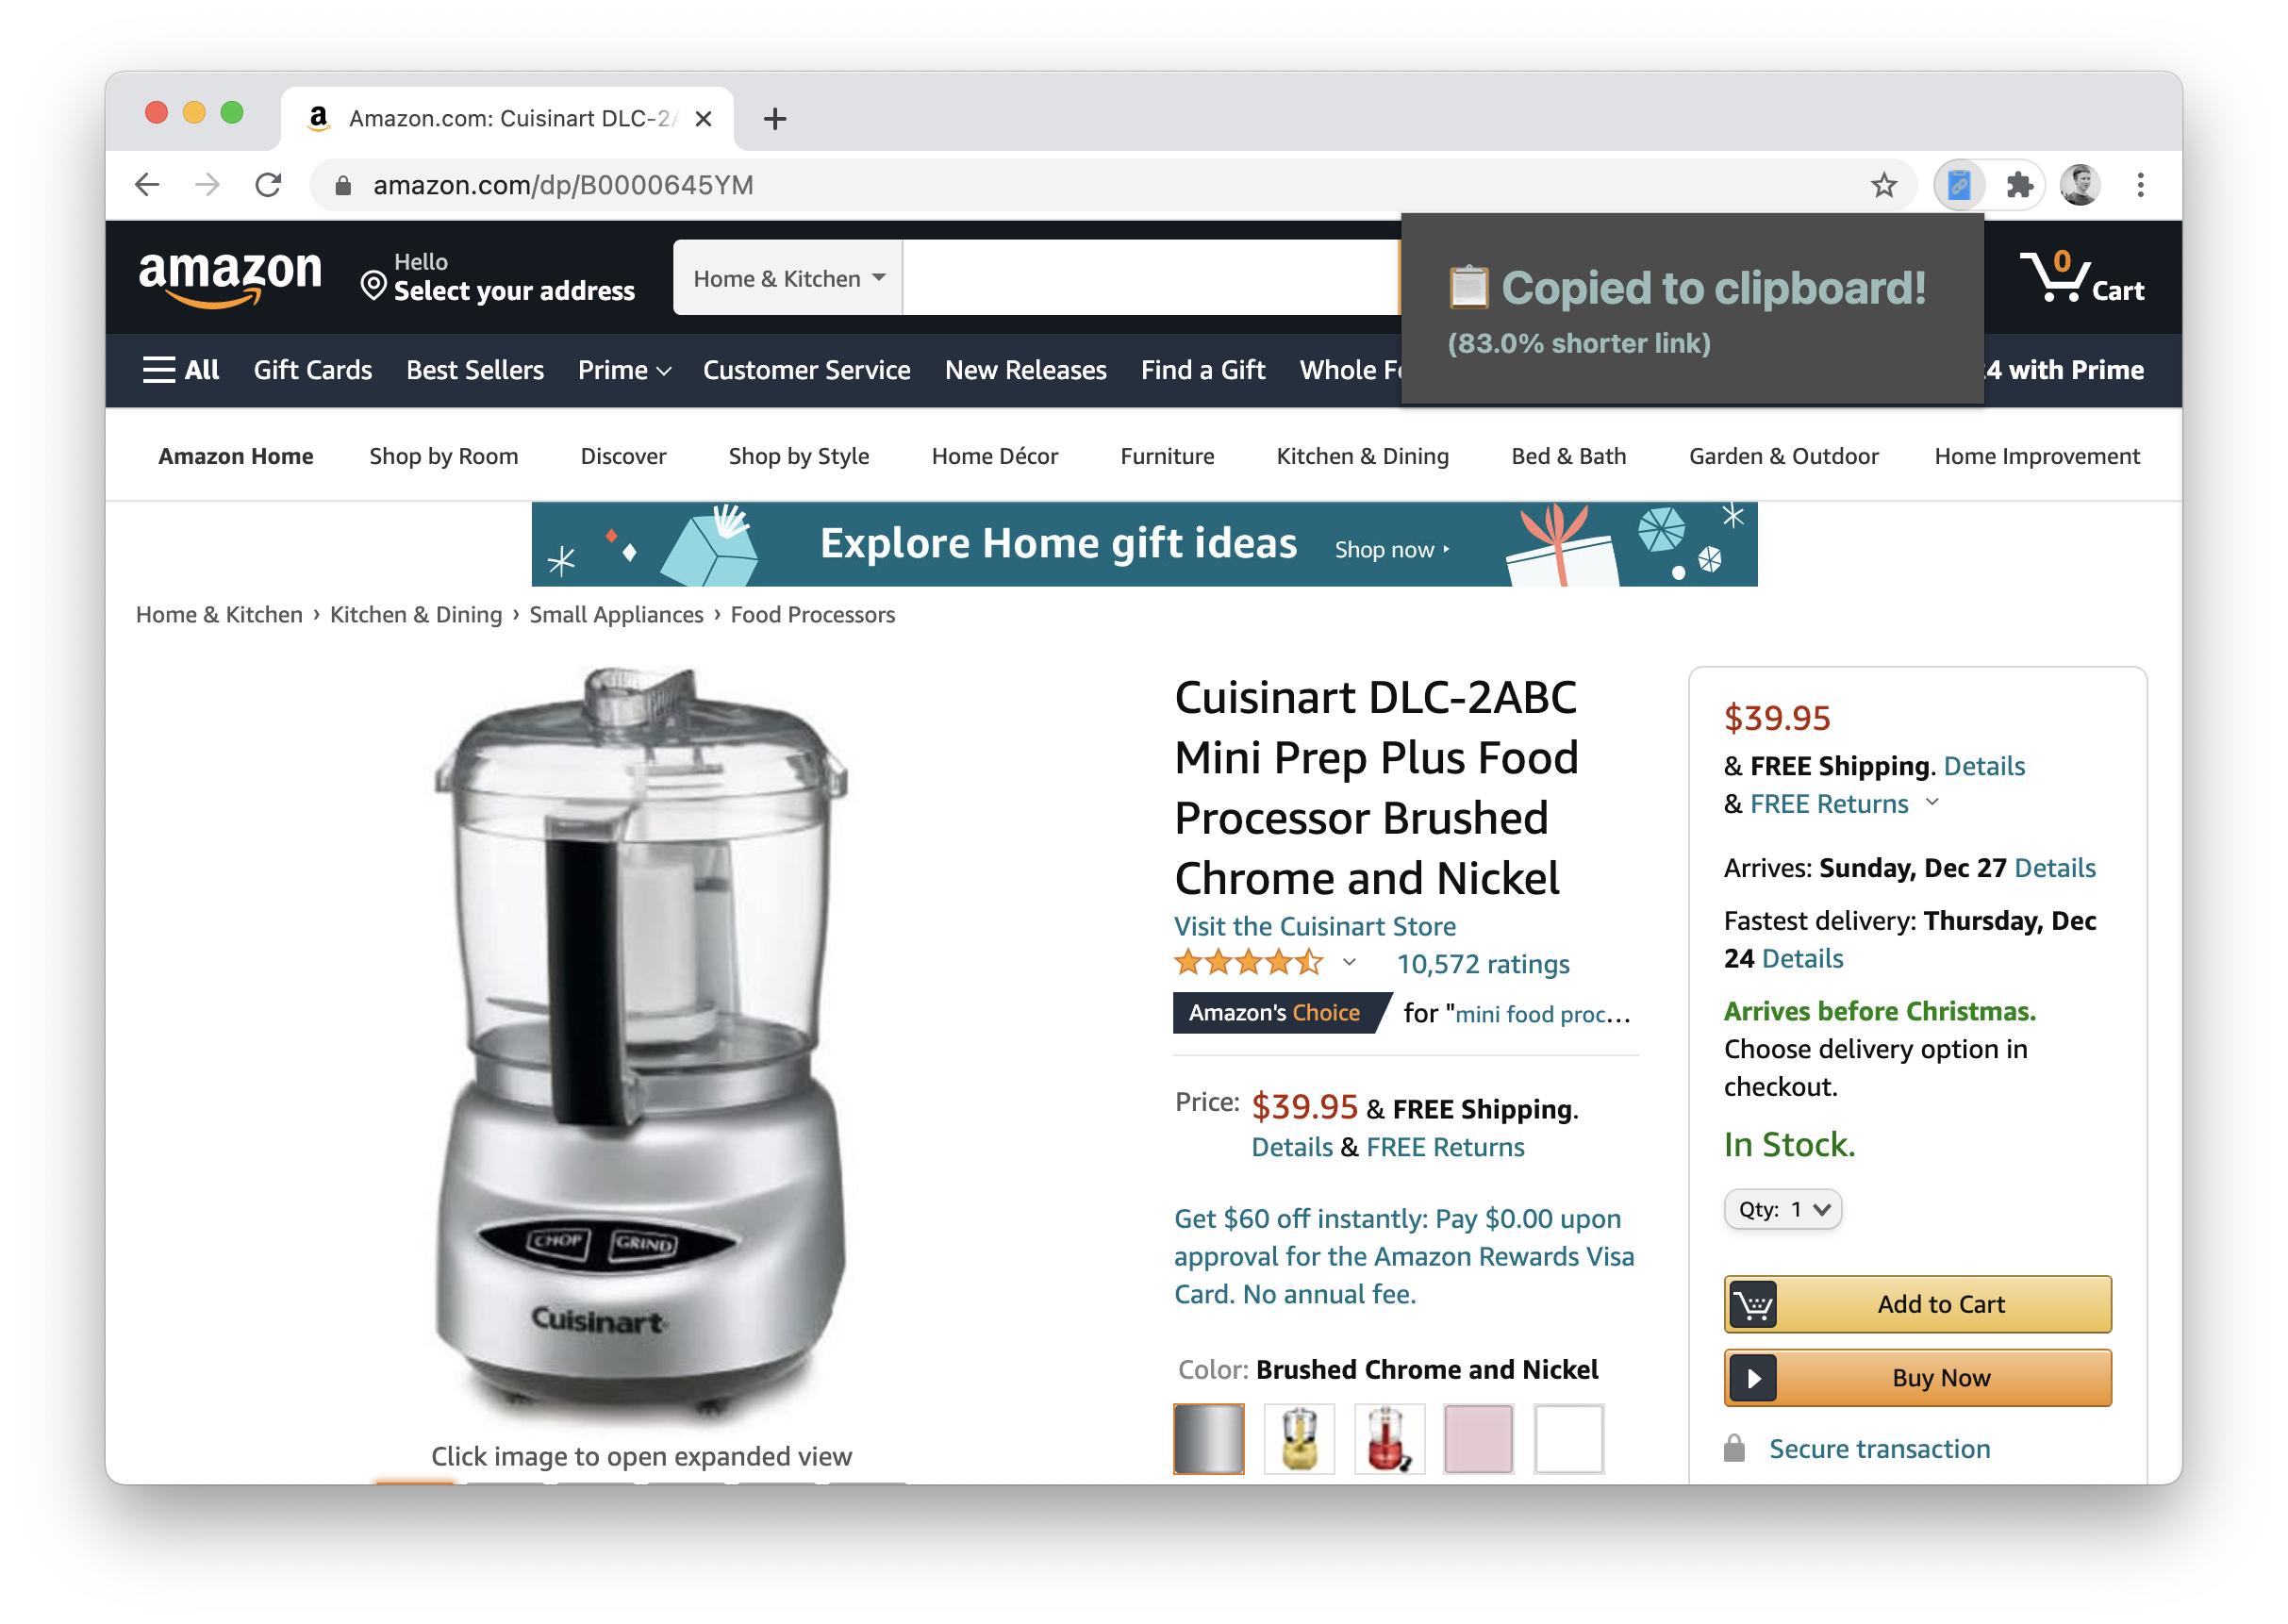 Amazon.com: Cuisinart DLC-2A
amazon.com/dp/B0000645YM
amazon
Hello
Select your address
Home & Kitchen
📋 Copied to clipboard!
(83.0% shorter link)
0
Cart
All Gift Cards Best Sellers Prime Customer Service New Releases Find a Gift Whole 4 with Prime
Amazon Home Shop by Room Discover Shop by Style Home Décor Furniture Kitchen & Dining Bed & Bath Garden & Outdoor Home Improvement
Explore Home gift ideas Shop now
Home & Kitchen › Kitchen & Dining › Small Appliances › Food Processors
CHOP GRIND
Cuisinart
Click image to open expanded view
Cuisinart DLC-2ABC
Mini Prep Plus Food
Processor Brushed
Chrome and Nickel
Visit the Cuisinart Store
10,572 ratings
Amazon's Choice for "mini food proc...
Price: $39.95 & FREE Shipping.
Details & FREE Returns
Get $60 off instantly: Pay $0.00 upon
approval for the Amazon Rewards Visa
Card. No annual fee.
Color: Brushed Chrome and Nickel
$39.95
& FREE Shipping. Details
& FREE Returns
Arrives: Sunday, Dec 27 Details
Fastest delivery: Thursday, Dec
24 Details
Arrives before Christmas.
Choose delivery option in
checkout.
In Stock.
Qty: 1
Add to Cart
Buy Now
Secure transaction